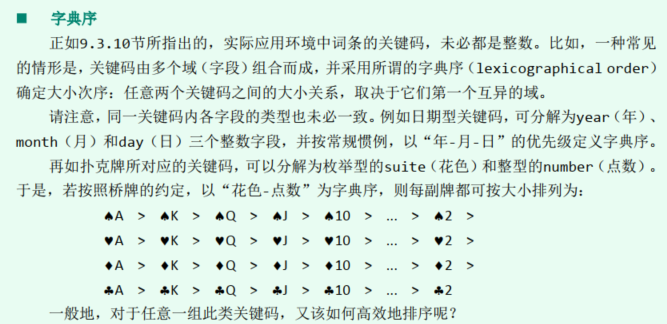 ■ 字典序
正如9.3.10节所指出的，实际应用环境中词条的关键码，未必都是整数。比如，一种常见
的情形是，关键码由多个域（字段）组合而成，并采用所谓的字典序（lexicographical order）
确定大小次序：任意两个关键码之间的大小关系，取决于它们第一个互异的域。
请注意，同一关键码内各字段的类型也未必一致。例如日期型关键码，可分解为year（年）、
month（月）和day（日）三个整数字段，并按常规惯例，以“年-月-日”的优先级定义字典序。
再如扑克牌所对应的关键码，可以分解为枚举型的suite（花色）和整型的number（点数）。
于是，若按照桥牌的约定，以“花色-点数”为字典序，则每副牌都可按大小排列为：
♠A > ♠K > ♠Q > ♠J > ♠10 > ... > ♠2 >
♥A > ♥K > ♥Q > ♥J > ♥10 > ... > ♥2 >
♦A > ♦K > ♦Q > ♦J > ♦10 > ... > ♦2 >
♣A > ♣K > ♣Q > ♣J > ♣10 > ... > ♣2
一般地，对于任意一组此类关键码，又该如何高效地排序呢？